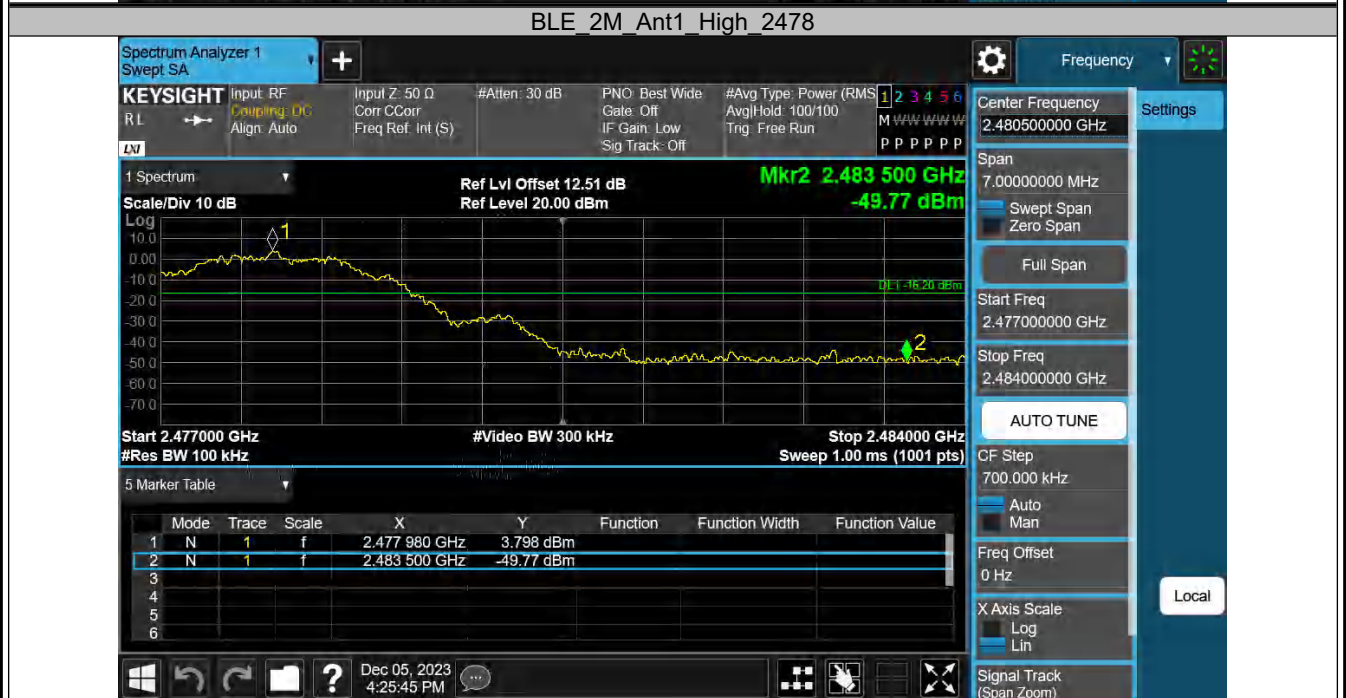 BLE_2M_Ant1_High_2478
Spectrum Analyzer 1
Swept SA
+
Frequency
KEYSIGHT
RL
LXI
Input: RF
Coupling: DC
Align: Auto
Input Z: 50 Ω
Corr CCorr
Freq Ref: Int (S)
#Atten: 30 dB
PNO: Best Wide
Gate: Off
IF Gain: Low
Sig Track: Off
#Avg Type: Power (RMS
Avg|Hold: 100/100
Trig: Free Run
1 2 3 4 5 6
M W W W W W
P P P P P P
Center Frequency
2.480500000 GHz
Settings
Span
7.00000000 MHz
Swept Span
Zero Span
Full Span
Start Freq
2.477000000 GHz
Stop Freq
2.484000000 GHz
AUTO TUNE
CF Step
700.000 kHz
Auto
Man
Freq Offset
0 Hz
X Axis Scale
Log
Lin
Signal Track
(Span Zoom)
Local
1 Spectrum
Scale/Div 10 dB
Ref Lvl Offset 12.51 dB
Ref Level 20.00 dBm
Mkr2 2.483 500 GHz
-49.77 dBm
Log
10.0
0.00
-10.0
-20.0
-30.0
-40.0
-50.0
-60.0
-70.0
1
DL1 -16.20 dBm
2
Start 2.477000 GHz
#Res BW 100 kHz
#Video BW 300 kHz
Stop 2.484000 GHz
Sweep 1.00 ms (1001 pts)
5 Marker Table
Mode Trace Scale X Y Function Function Width Function Value
1 N 1 f 2.477 980 GHz 3.798 dBm
2 N 1 f 2.483 500 GHz -49.77 dBm
3
4
5
6
?
Dec 05, 2023
4:25:45 PM